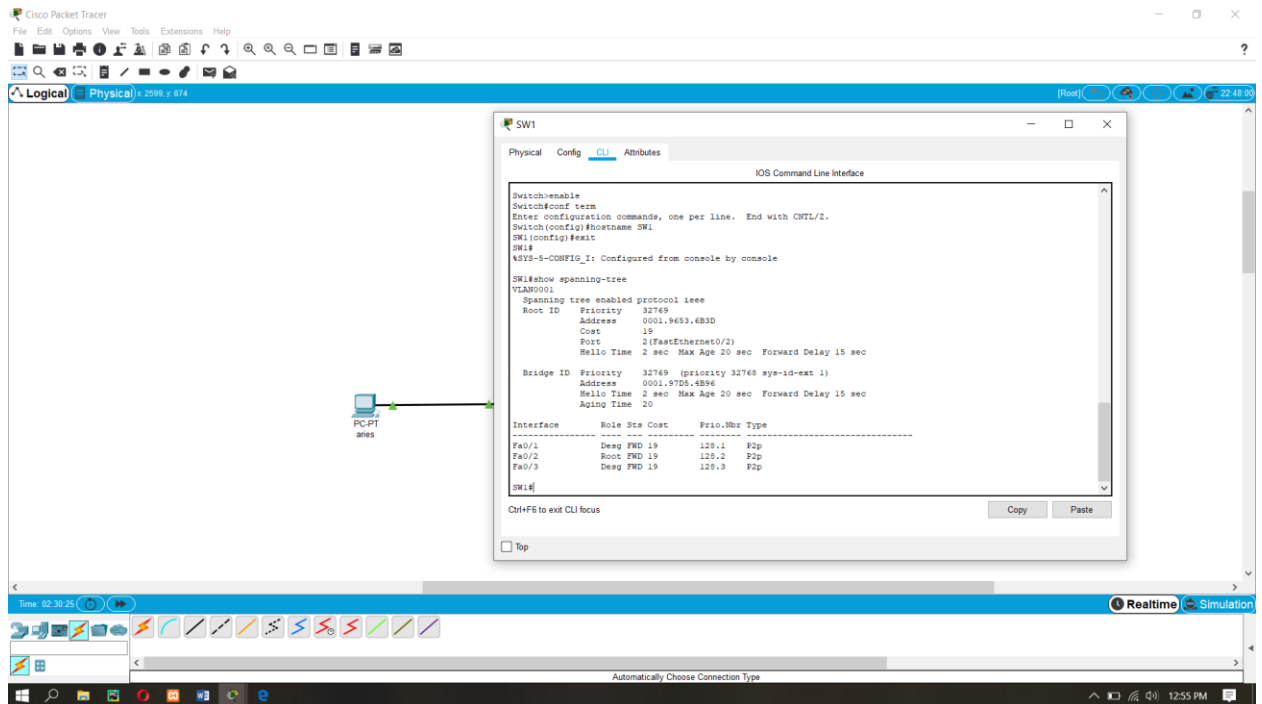 Cisco Packet Tracer
File Edit Options View Tools Extensions Help
?
Logical Physical x: 2599, y: 874 [Root] 22:48:00
SW1
Physical Config CLI Attributes
IOS Command Line Interface
Switch>enable
Switch#conf term
Enter configuration commands, one per line. End with CNTL/Z.
Switch(config)#hostname SW1
SW1(config)#exit
SW1#
%SYS-5-CONFIG_I: Configured from console by console
SW1#show spanning-tree
VLAN0001
Spanning tree enabled protocol ieee
Root ID Priority 32769
Address 0001.9653.6B3D
Cost 19
Port 2(FastEthernet0/2)
Hello Time 2 sec Max Age 20 sec Forward Delay 15 sec
Bridge ID Priority 32769 (priority 32768 sys-id-ext 1)
Address 0001.97D5.4B96
Hello Time 2 sec Max Age 20 sec Forward Delay 15 sec
Aging Time 20
Interface Role Sts Cost Prio.Nbr Type
---------------- ---- --- --------- -------- --------------------------------
Fa0/1 Desg FWD 19 128.1 P2p
Fa0/2 Root FWD 19 128.2 P2p
Fa0/3 Desg FWD 19 128.3 P2p
SW1#
Ctrl+F6 to exit CLI focus
Copy Paste
Top
PC-PT
aries
Time: 02:30:25
Realtime Simulation
Automatically Choose Connection Type
12:55 PM